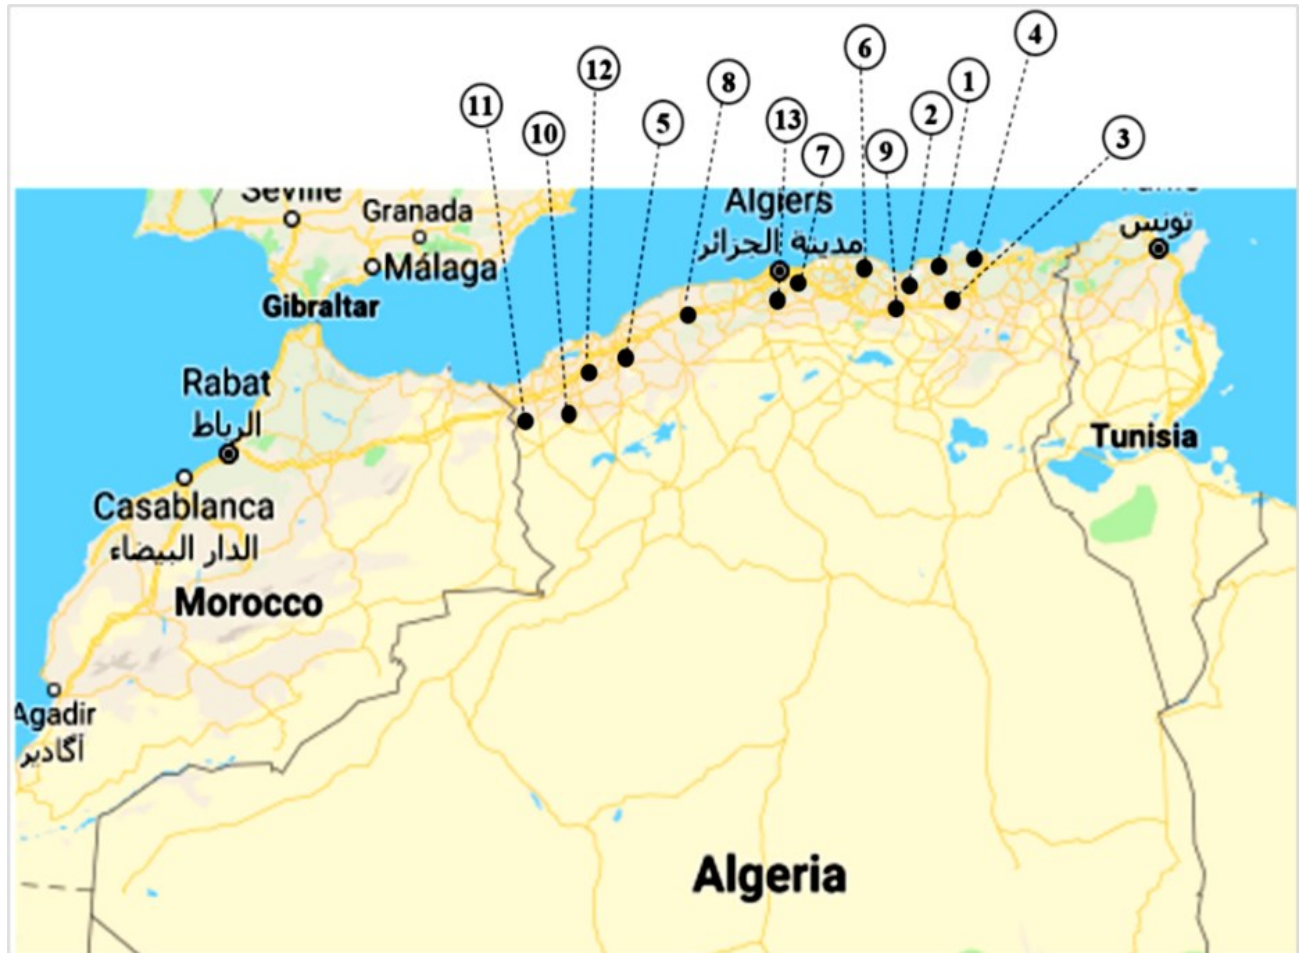 4
6
12
8
1
11
2
13
5
10
3
9
7
Seville
Granada
Algiers
مدينة الجزائر
تونس
Málaga
Gibraltar
Rabat
الرباط
Tunisia
Casablanca
الدار البيضاء
Morocco
Agadir
أگادير
Algeria